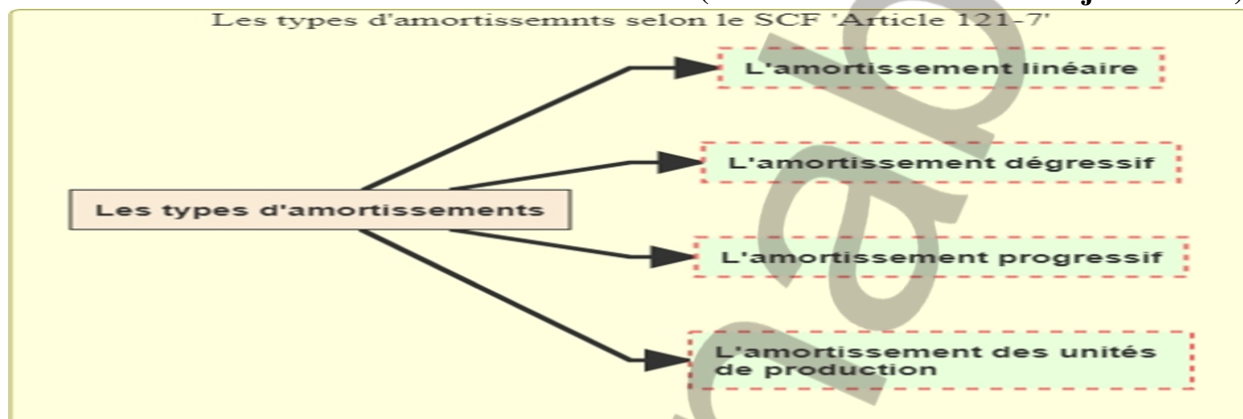 Les types d'amortissemnts selon le SCF 'Article 121-7'
L'amortissement linéaire
L'amortissement dégressif
Les types d'amortissements
L'amortissement progressif
L'amortissement des unités
de production